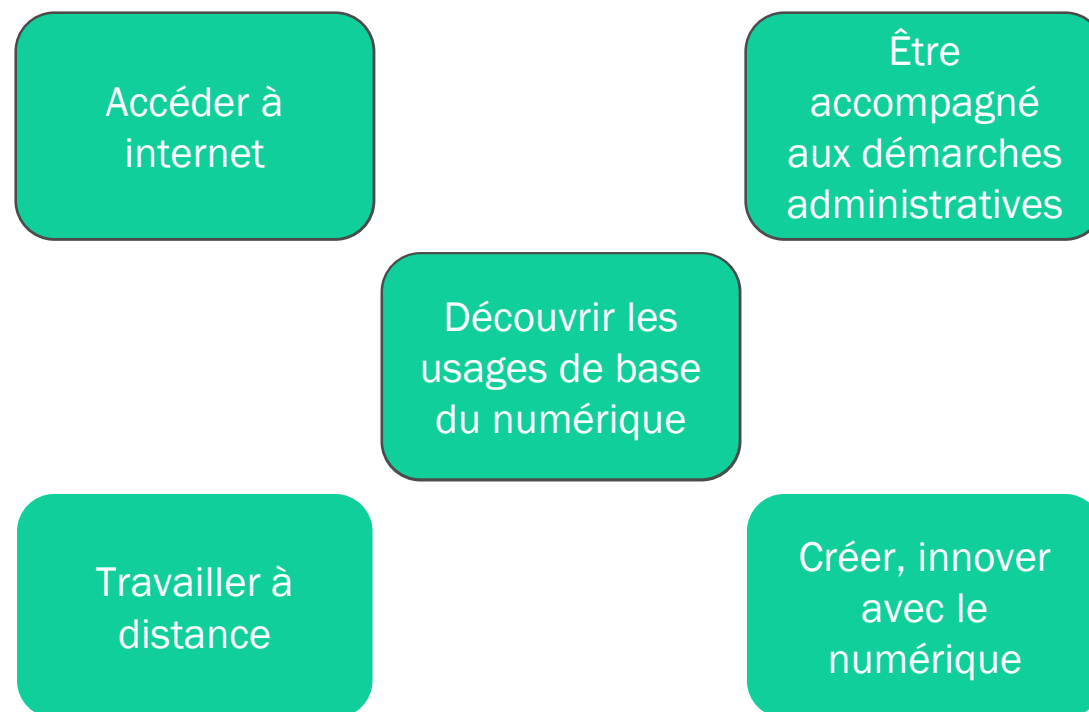 Accéder à
internet
Être
accompagné
aux démarches
administratives
Découvrir les
usages de base
du numérique
Travailler à
distance
Créer, innover
avec le
numérique